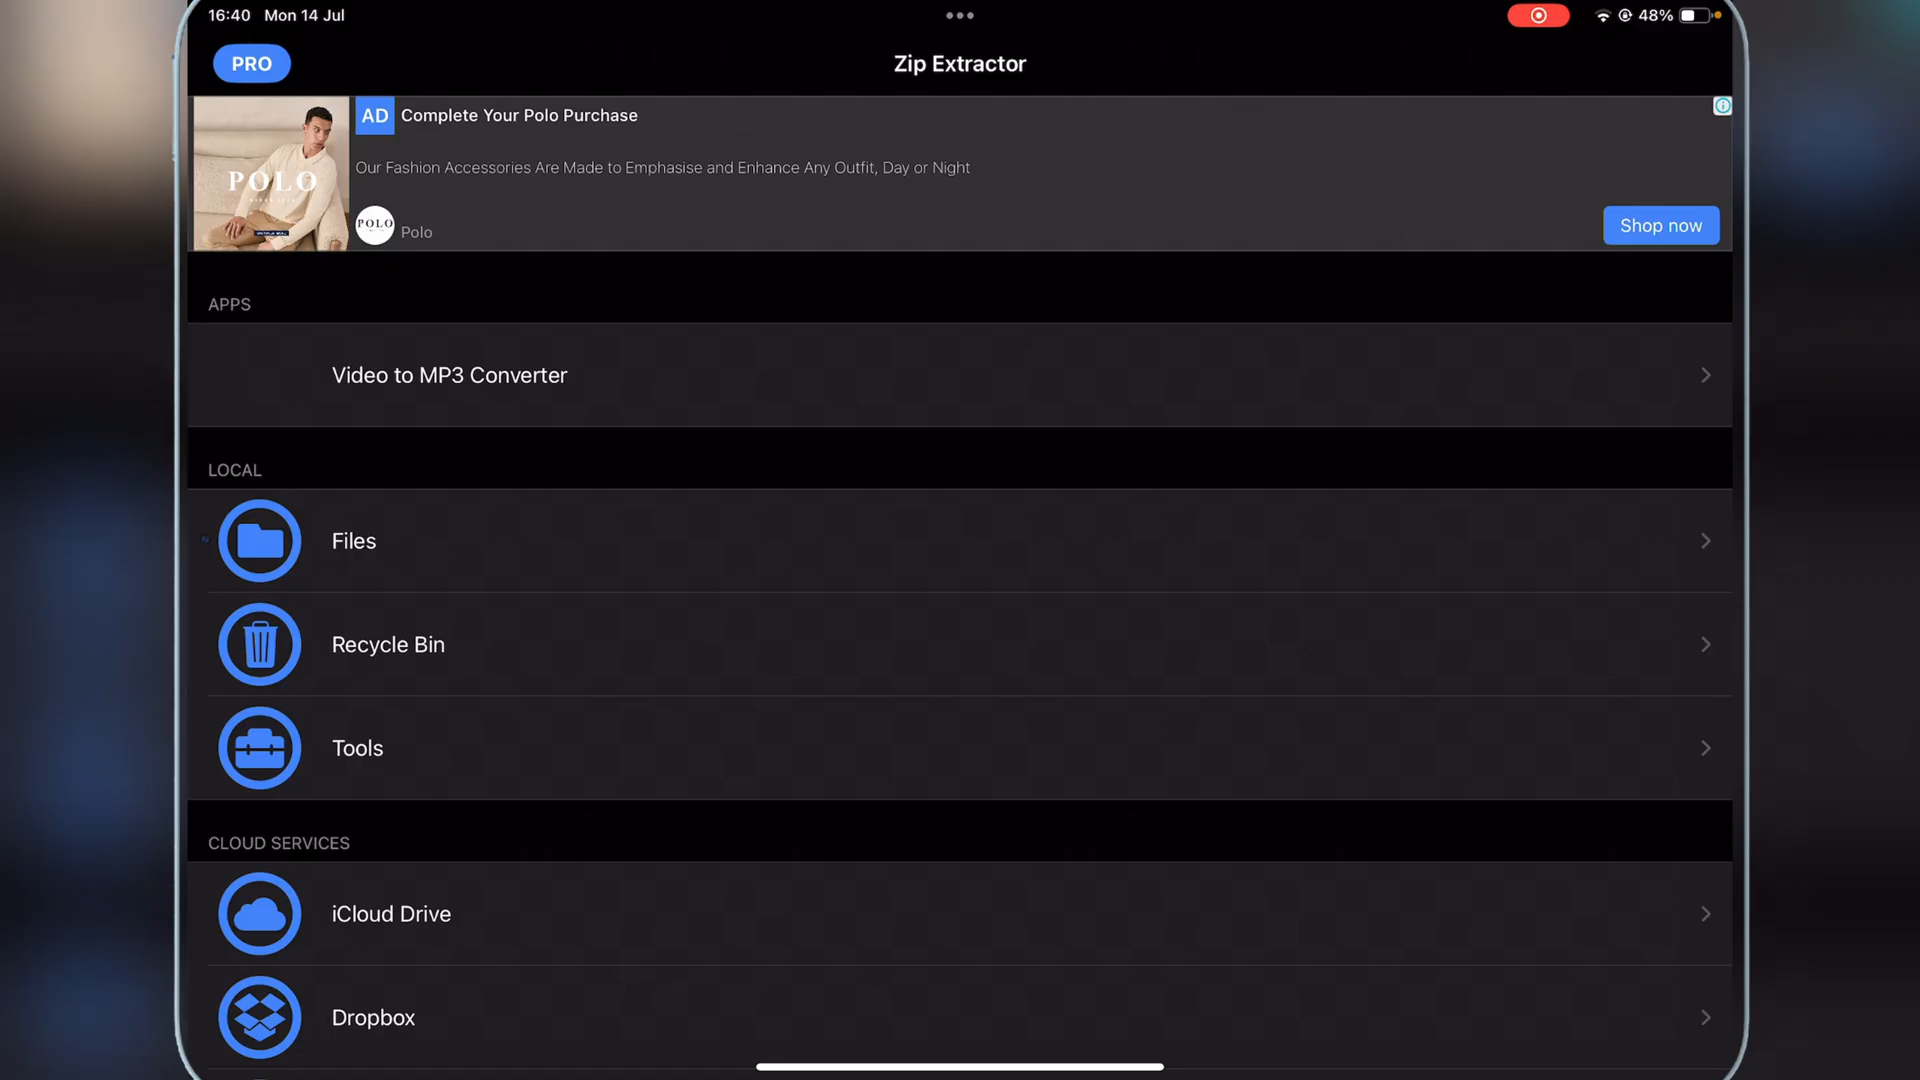 16:40 Mon 14 Jul
48%
PRO
Zip Extractor
AD Complete Your Polo Purchase
Our Fashion Accessories Are Made to Emphasise and Enhance Any Outfit, Day or Night
POLO
POLO
Polo
Shop now
APPS
Video to MP3 Converter
LOCAL
Files
Recycle Bin
Tools
CLOUD SERVICES
iCloud Drive
Dropbox